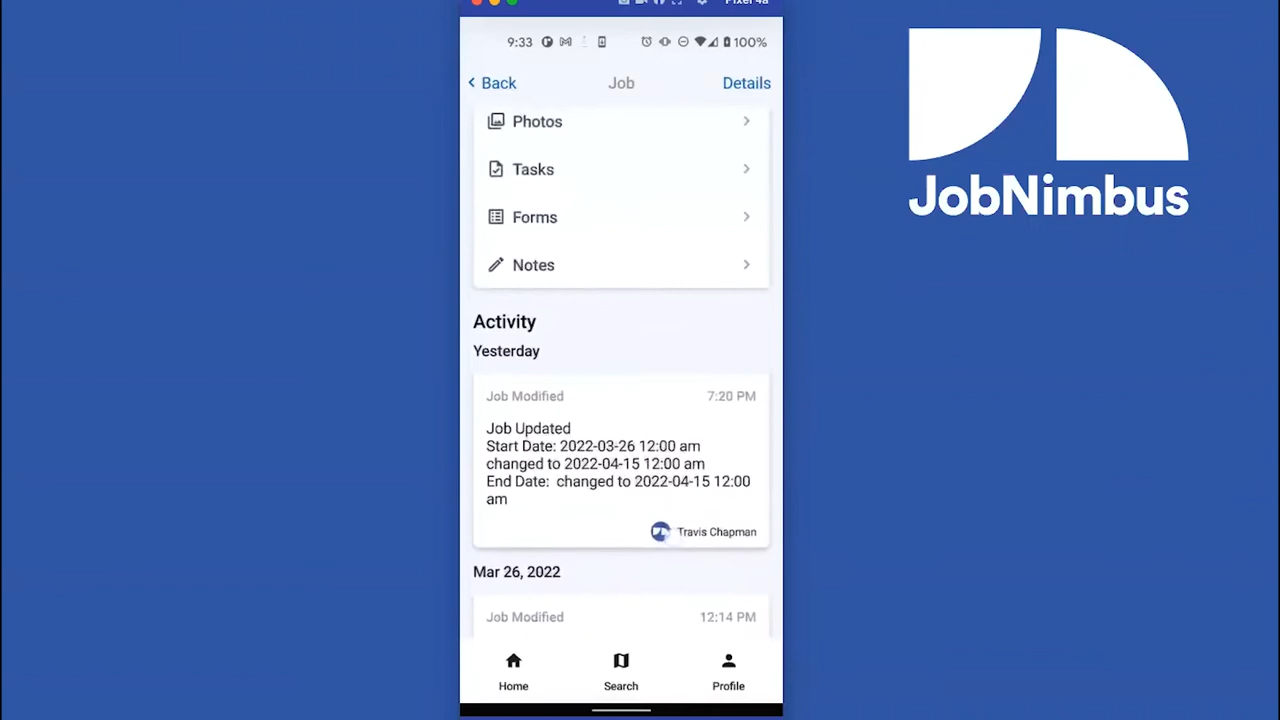 Pixel 4a
9:33 100%
Back Job Details
Photos
Tasks
Forms
Notes
Activity
Yesterday
Job Modified 7:20 PM
Job Updated
Start Date: 2022-03-26 12:00 am
changed to 2022-04-15 12:00 am
End Date:  changed to 2022-04-15 12:00
am
Travis Chapman
Mar 26, 2022
Job Modified 12:14 PM
Home Search Profile
JobNimbus